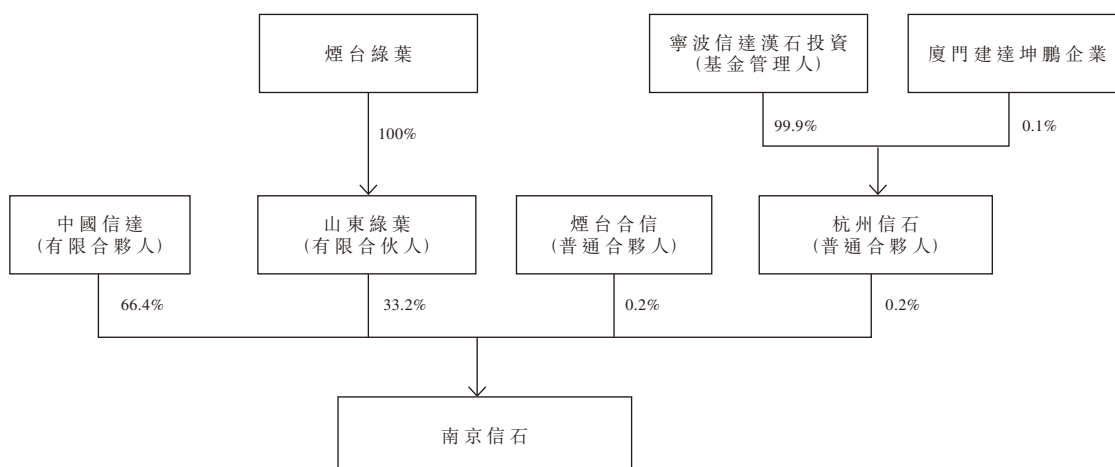 煙台綠葉
寧波信達漢石投資
(基金管理人)
廈門建達坤鵬企業
100%
99.9%
0.1%
中國信達
(有限合夥人)
山東綠葉
(有限合伙人)
煙台合信
(普通合夥人)
杭州信石
(普通合夥人)
66.4%
33.2%
0.2%
0.2%
南京信石